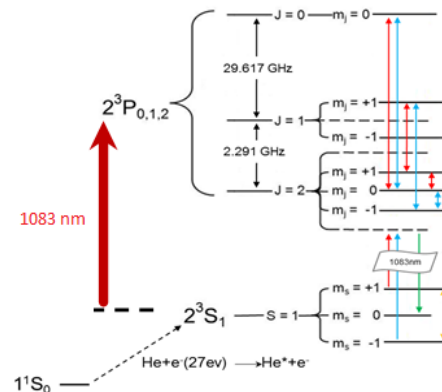 J = 0 m_j = 0
29.617 GHz
2³P₀,₁,₂
m_j = +1
J = 1
m_j = -1
2.291 GHz
m_j = +1
J = 2 m_j = 0
m_j = -1
1083 nm
1083nm
m_s = +1
2³S₁ S = 1 m_s = 0
m_s = -1
He+e⁻(27ev) → He*+e⁻
1¹S₀